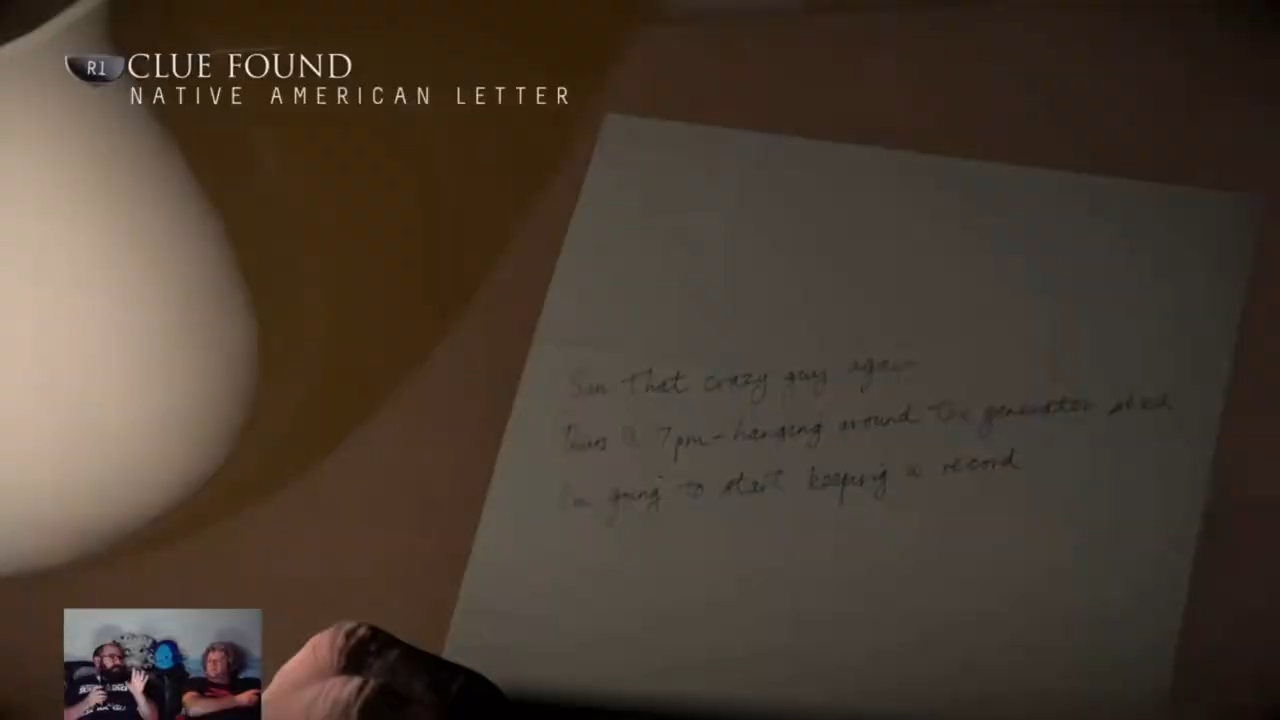 R1 CLUE FOUND
NATIVE AMERICAN LETTER
Saw that crazy guy again
Thurs @ 7pm - hanging around the generator shed
I'm going to start keeping a record